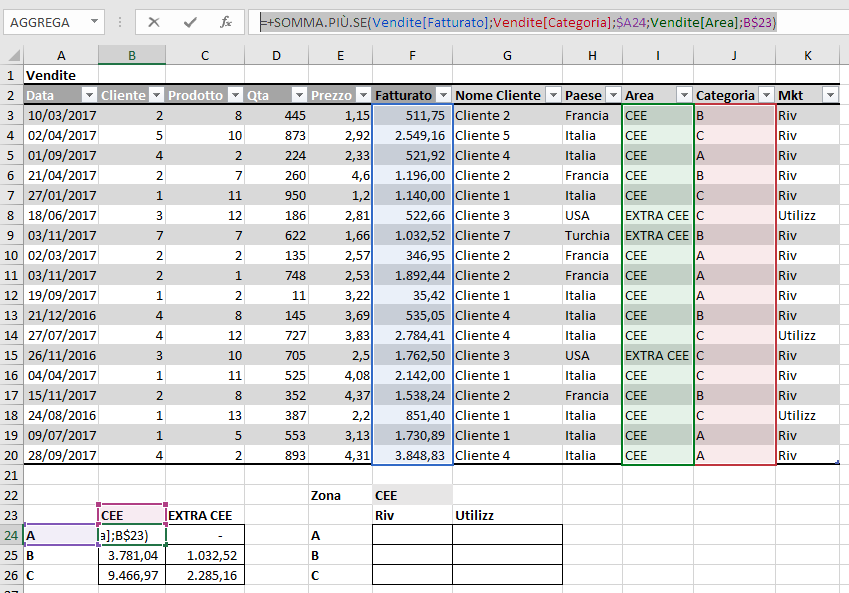 AGGREGA fx =+SOMMA.PIÙ.SE(Vendite[Fatturato];Vendite[Categoria];$A24;Vendite[Area];B$23)
A B C D E F G H I J K
1 Vendite
2 Data Cliente Prodotto Qta Prezzo Fatturato Nome Cliente Paese Area Categoria Mkt
3 10/03/2017 2 8 445 1,15 511,75 Cliente 2 Francia CEE B Riv
4 02/04/2017 5 10 873 2,92 2.549,16 Cliente 5 Italia CEE C Riv
5 01/09/2017 4 2 224 2,33 521,92 Cliente 4 Italia CEE A Riv
6 21/04/2017 2 7 260 4,6 1.196,00 Cliente 2 Francia CEE B Riv
7 27/01/2017 1 11 950 1,2 1.140,00 Cliente 1 Italia CEE C Riv
8 18/06/2017 3 12 186 2,81 522,66 Cliente 3 USA EXTRA CEE C Utilizz
9 03/11/2017 7 7 622 1,66 1.032,52 Cliente 7 Turchia EXTRA CEE B Riv
10 02/03/2017 2 2 135 2,57 346,95 Cliente 2 Francia CEE A Riv
11 03/11/2017 2 1 748 2,53 1.892,44 Cliente 2 Francia CEE A Riv
12 19/09/2017 1 2 11 3,22 35,42 Cliente 1 Italia CEE A Riv
13 21/12/2016 4 8 145 3,69 535,05 Cliente 4 Italia CEE B Riv
14 27/07/2017 4 12 727 3,83 2.784,41 Cliente 4 Italia CEE C Utilizz
15 26/11/2016 3 10 705 2,5 1.762,50 Cliente 3 USA EXTRA CEE C Riv
16 04/04/2017 1 11 525 4,08 2.142,00 Cliente 1 Italia CEE C Riv
17 15/11/2017 2 8 352 4,37 1.538,24 Cliente 2 Francia CEE B Riv
18 24/08/2016 1 13 387 2,2 851,40 Cliente 1 Italia CEE C Utilizz
19 09/07/2017 1 5 553 3,13 1.730,89 Cliente 1 Italia CEE A Riv
20 28/09/2017 4 2 893 4,31 3.848,83 Cliente 4 Italia CEE A Riv
21
22 Zona CEE
23 CEE EXTRA CEE Riv Utilizz
24 A a];B$23) - A
25 B 3.781,04 1.032,52 B
26 C 9.466,97 2.285,16 C